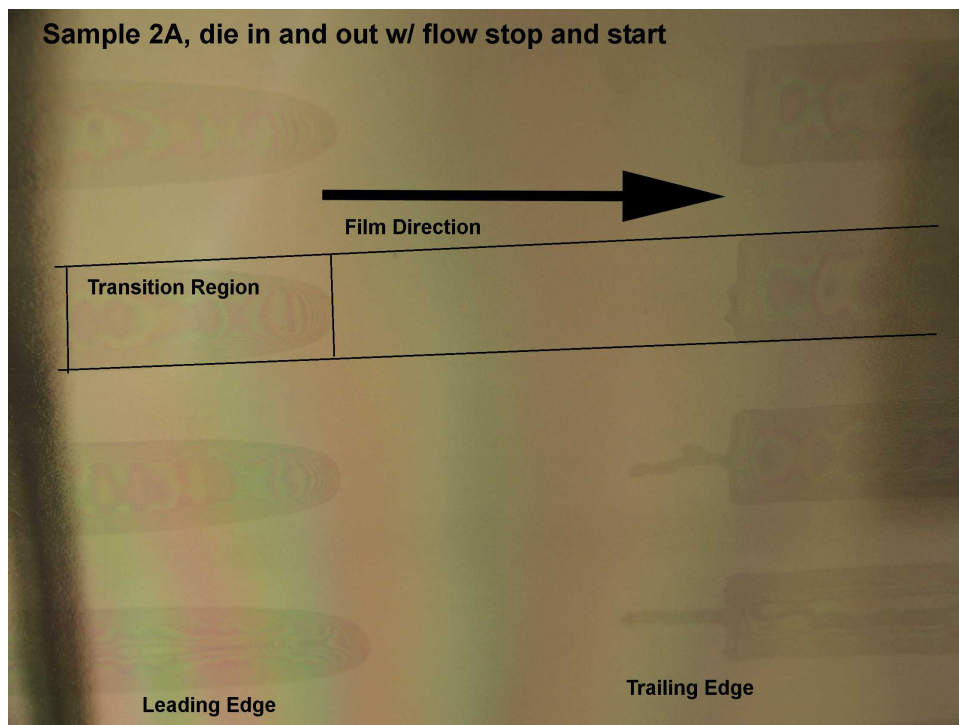 Sample 2A, die in and out w/ flow stop and start
Film Direction
Transition Region
Trailing Edge
Leading Edge